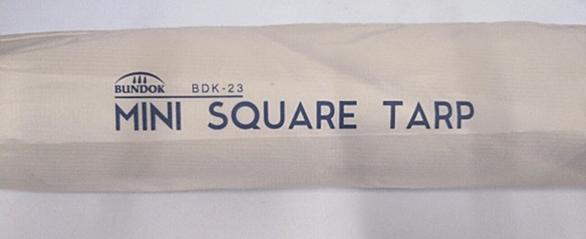 BUNDOK BDK-23
MINI SQUARE TARP